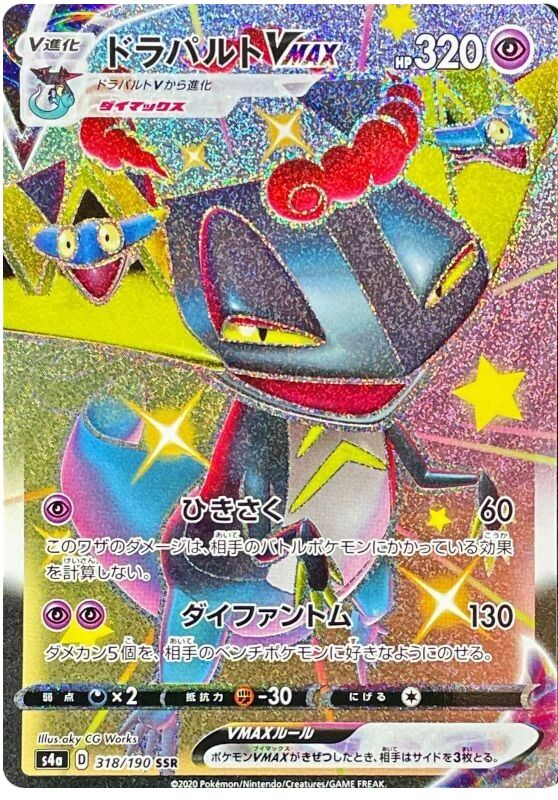 V進化
ドラパルトVMAX
HP320
ドラパルトVから進化
ダイマックス
ひきさく 60
このワザのダメージは、相手のバトルポケモンにかかっている効果を計算しない。
ダイファントム 130
ダメカン5個を、相手のベンチポケモンに好きなようにのせる。
弱点 ×2 抵抗力 -30 にげる
Illus. aky CG Works
VMAXルール
s4a D 318/190 SSR
ポケモンVMAXがきぜつしたとき、相手はサイドを3枚とる。
©2020 Pokémon/Nintendo/Creatures/GAME FREAK.